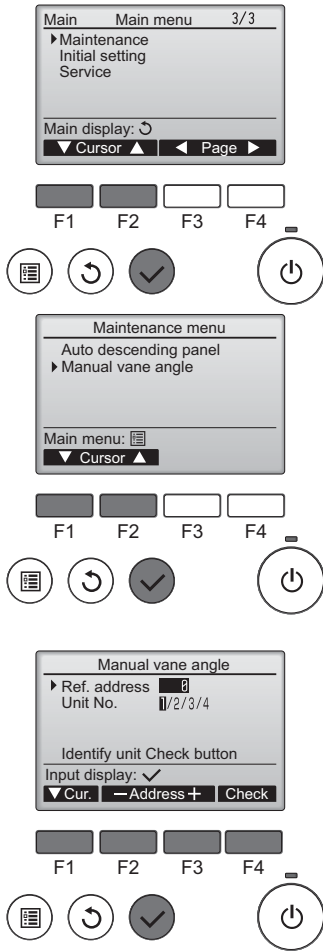 Main Main menu 3/3
Maintenance
Initial setting
Service
Main display:
Cursor Page
F1 F2 F3 F4
Maintenance menu
Auto descending panel
Manual vane angle
Main menu:
Cursor
F1 F2 F3 F4
Manual vane angle
Ref. address 0
Unit No. 1/2/3/4
Identify unit Check button
Input display: ✓
Cur. −Address+ Check
F1 F2 F3 F4